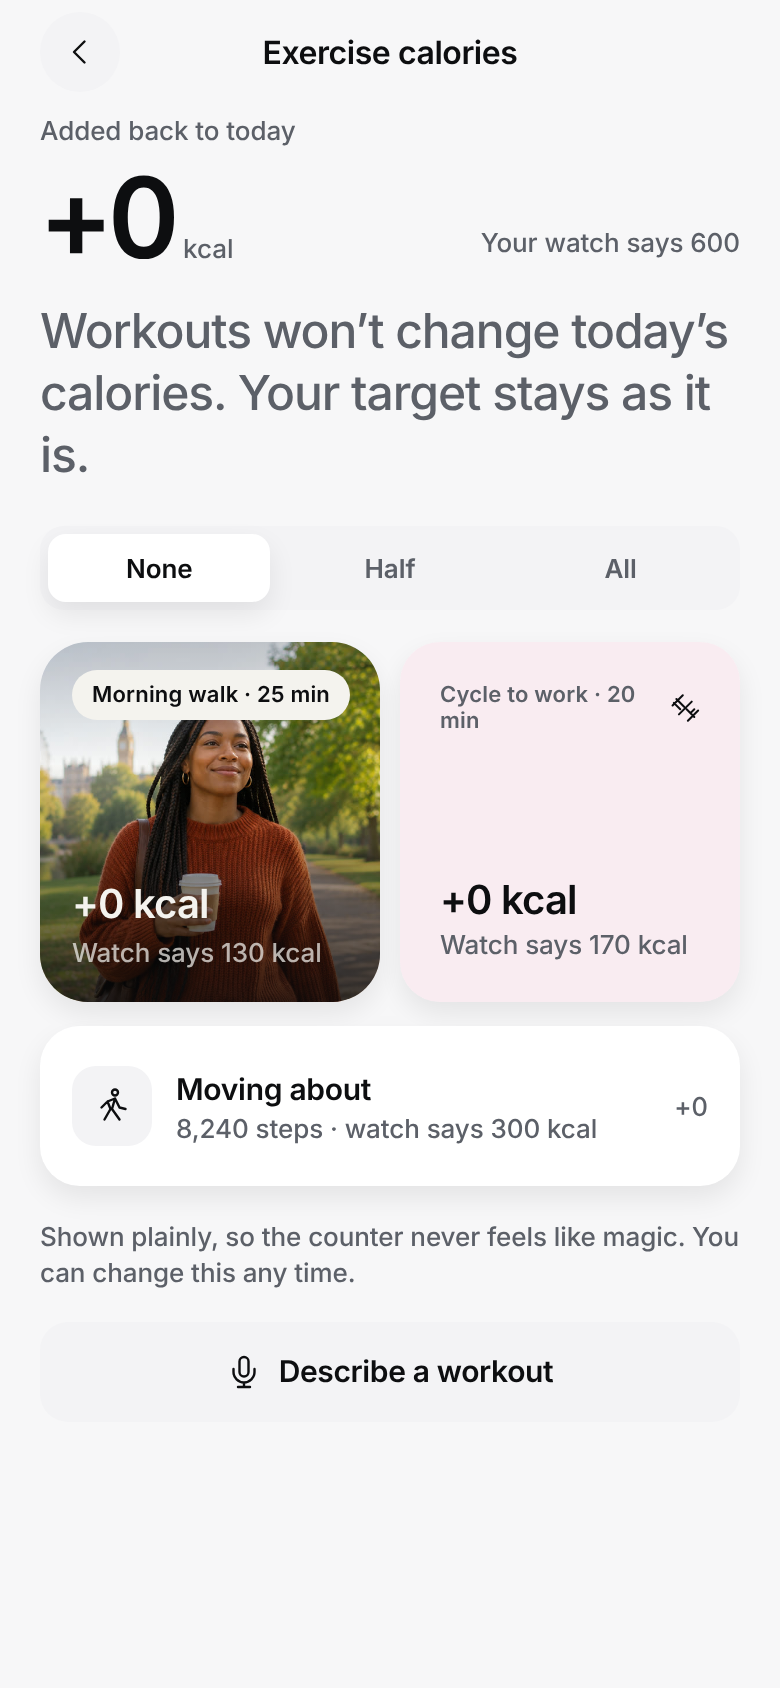 Exercise calories
Added back to today
+0 kcal
Your watch says 600
Workouts won’t change today’s
calories. Your target stays as it
is.
None
Half
All
Morning walk · 25 min
+0 kcal
Watch says 130 kcal
Cycle to work · 20
min
+0 kcal
Watch says 170 kcal
Moving about
8,240 steps · watch says 300 kcal
+0
Shown plainly, so the counter never feels like magic. You
can change this any time.
Describe a workout